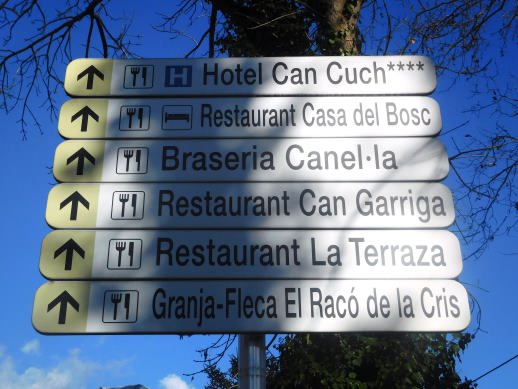 H Hotel Can Cuch****
Restaurant Casa del Bosc
Braseria Canel·la
Restaurant Can Garriga
Restaurant La Terraza
Granja-Fleca El Racó de la Cris